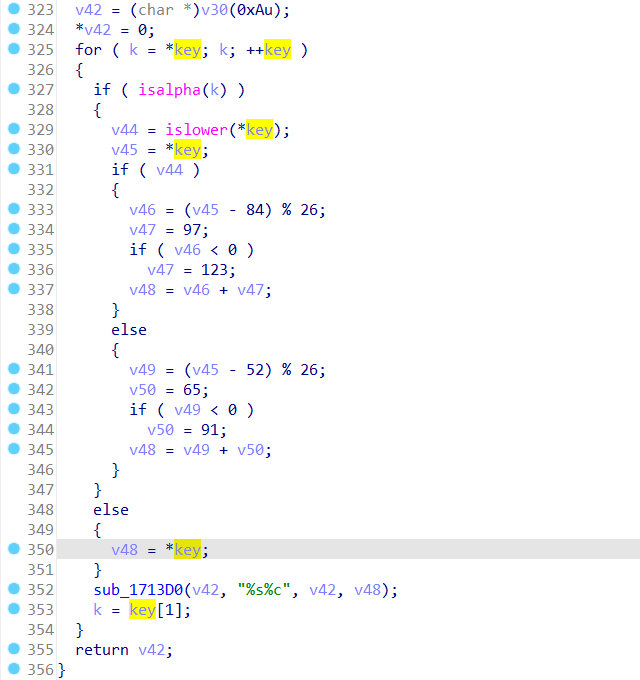 323 v42 = (char *)v30(0xAu);
324 *v42 = 0;
325 for ( k = *key; k; ++key )
326 {
327 if ( isalpha(k) )
328 {
329 v44 = islower(*key);
330 v45 = *key;
331 if ( v44 )
332 {
333 v46 = (v45 - 84) % 26;
334 v47 = 97;
335 if ( v46 < 0 )
336 v47 = 123;
337 v48 = v46 + v47;
338 }
339 else
340 {
341 v49 = (v45 - 52) % 26;
342 v50 = 65;
343 if ( v49 < 0 )
344 v50 = 91;
345 v48 = v49 + v50;
346 }
347 }
348 else
349 {
350 v48 = *key;
351 }
352 sub_1713D0(v42, "%s%c", v42, v48);
353 k = key[1];
354 }
355 return v42;
356 }